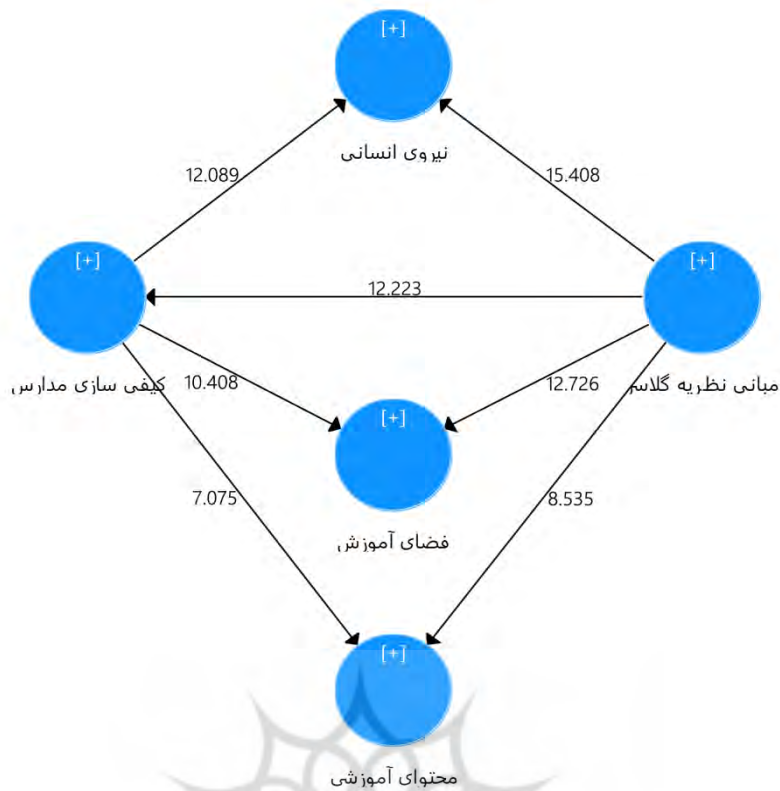 [+]
نیروی انسانی
12.089
15.408
[+]
[+]
12.223
کیفی سازی مدارس
مبانی نظریه گلاسر
10.408
12.726
[+]
فضای آموزش
7.075
8.535
[+]
محتوای آموزشی